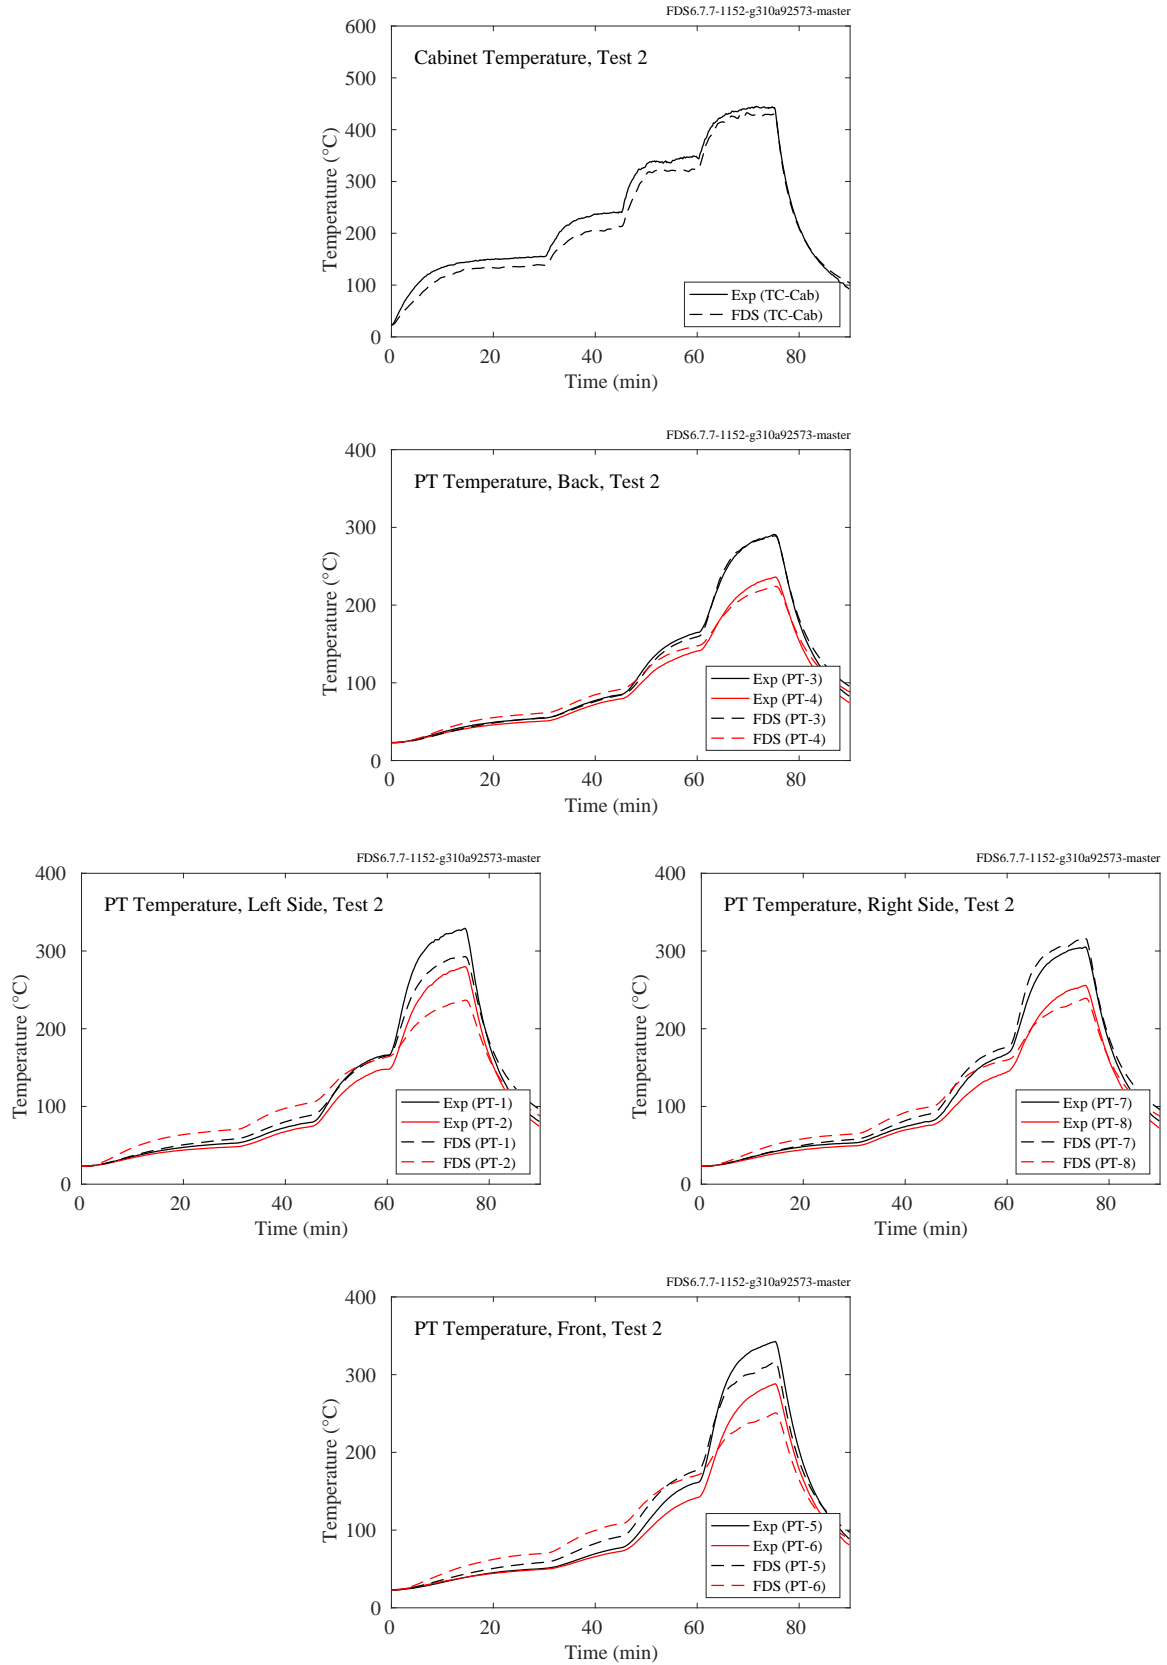 FDS6.7.7-1152-g310a92573-master
Cabinet Temperature, Test 2
600
500
400
300
200
100
0
Temperature (°C)
Exp (TC-Cab)
FDS (TC-Cab)
0 20 40 60 80
Time (min)
FDS6.7.7-1152-g310a92573-master
PT Temperature, Back, Test 2
400
300
200
100
0
Temperature (°C)
Exp (PT-3)
Exp (PT-4)
FDS (PT-3)
FDS (PT-4)
0 20 40 60 80
Time (min)
FDS6.7.7-1152-g310a92573-master
PT Temperature, Left Side, Test 2
400
300
200
100
0
Temperature (°C)
Exp (PT-1)
Exp (PT-2)
FDS (PT-1)
FDS (PT-2)
0 20 40 60 80
Time (min)
FDS6.7.7-1152-g310a92573-master
PT Temperature, Right Side, Test 2
400
300
200
100
0
Temperature (°C)
Exp (PT-7)
Exp (PT-8)
FDS (PT-7)
FDS (PT-8)
0 20 40 60 80
Time (min)
FDS6.7.7-1152-g310a92573-master
PT Temperature, Front, Test 2
400
300
200
100
0
Temperature (°C)
Exp (PT-5)
Exp (PT-6)
FDS (PT-5)
FDS (PT-6)
0 20 40 60 80
Time (min)